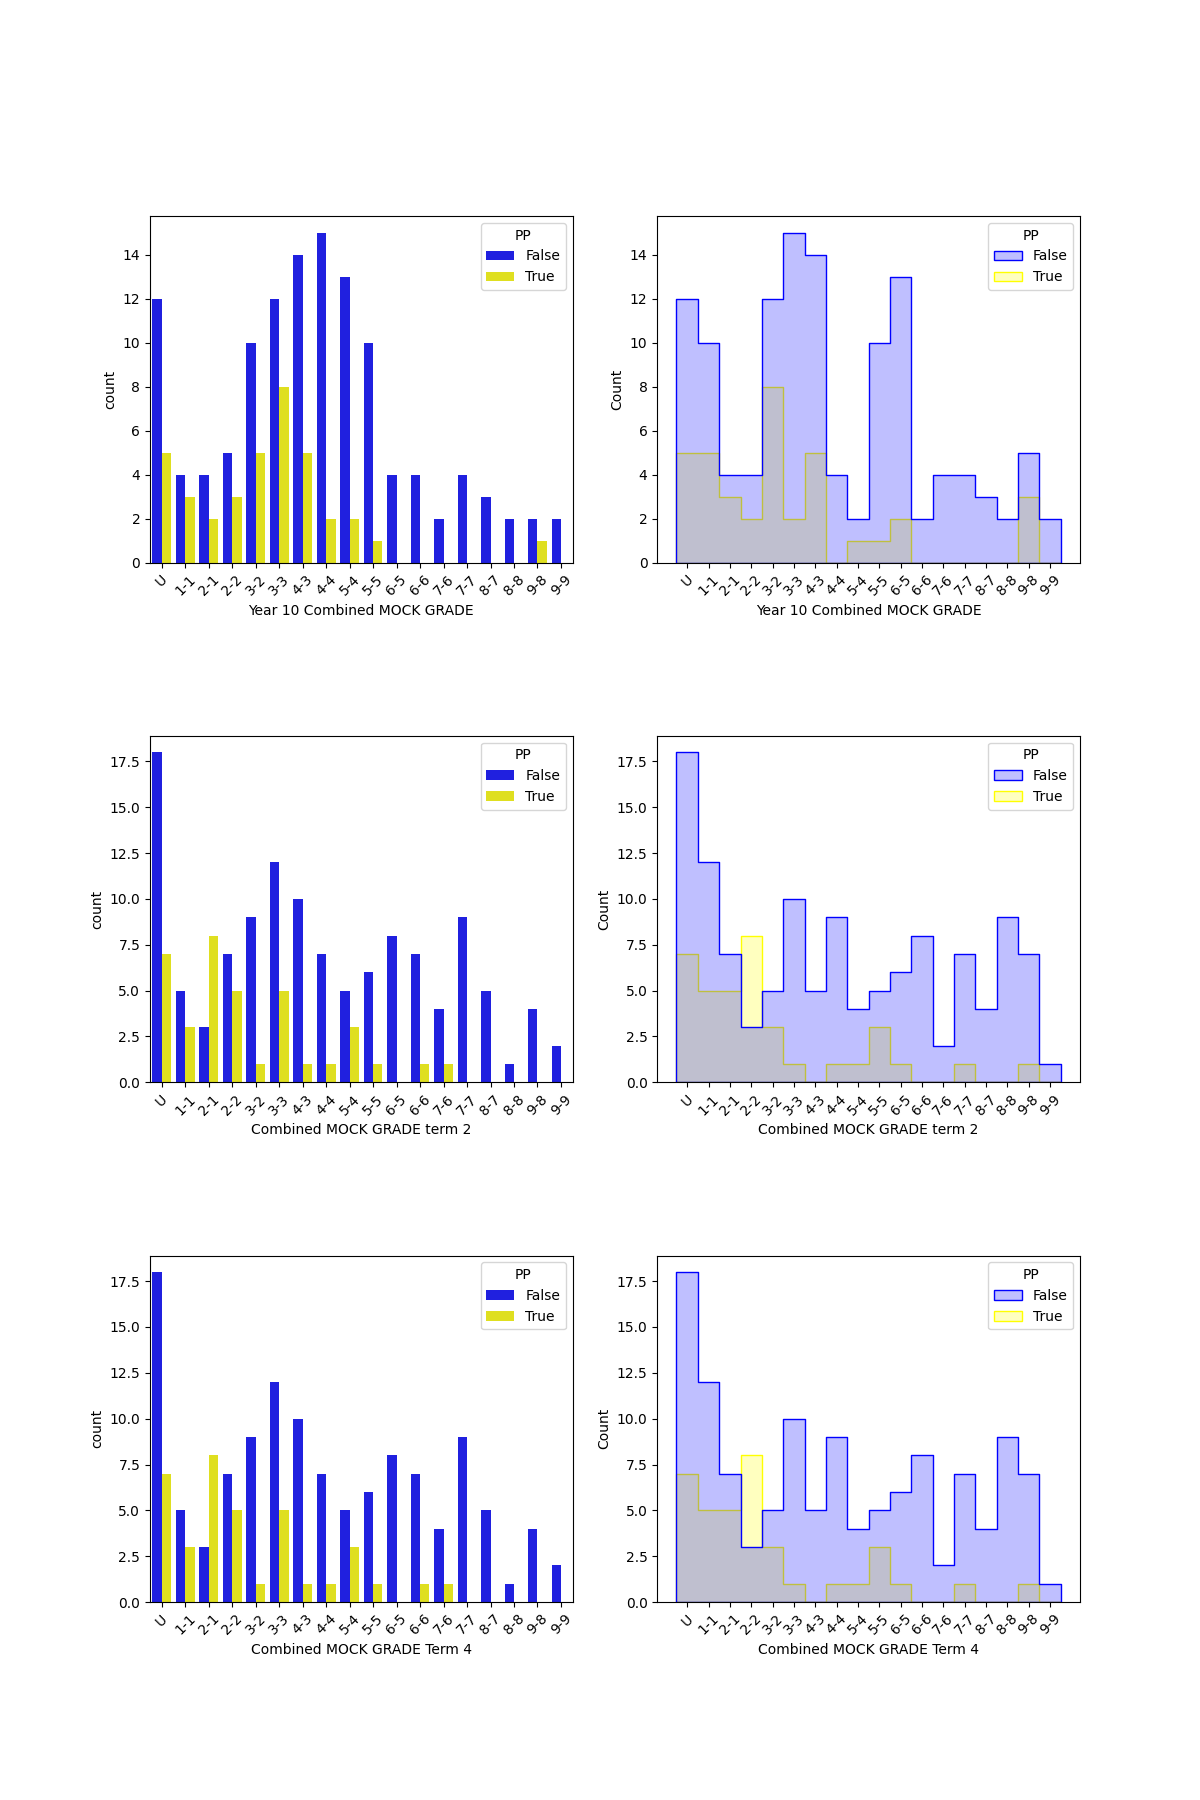 PP
False
True
14
12
10
8
6
4
2
0
count
U 1-1 2-1 2-2 3-2 3-3 4-3 4-4 5-4 5-5 6-5 6-6 7-6 7-7 8-7 8-8 9-8 9-9
Year 10 Combined MOCK GRADE
PP
False
True
14
12
10
8
6
4
2
0
Count
U 1-1 2-1 2-2 3-2 3-3 4-3 4-4 5-4 5-5 6-5 6-6 7-6 7-7 8-7 8-8 9-8 9-9
Year 10 Combined MOCK GRADE
PP
False
True
17.5
15.0
12.5
10.0
7.5
5.0
2.5
0.0
count
U 1-1 2-1 2-2 3-2 3-3 4-3 4-4 5-4 5-5 6-5 6-6 7-6 7-7 8-7 8-8 9-8 9-9
Combined MOCK GRADE term 2
PP
False
True
17.5
15.0
12.5
10.0
7.5
5.0
2.5
0.0
Count
U 1-1 2-1 2-2 3-2 3-3 4-3 4-4 5-4 5-5 6-5 6-6 7-6 7-7 8-7 8-8 9-8 9-9
Combined MOCK GRADE term 2
PP
False
True
17.5
15.0
12.5
10.0
7.5
5.0
2.5
0.0
count
U 1-1 2-1 2-2 3-2 3-3 4-3 4-4 5-4 5-5 6-5 6-6 7-6 7-7 8-7 8-8 9-8 9-9
Combined MOCK GRADE Term 4
PP
False
True
17.5
15.0
12.5
10.0
7.5
5.0
2.5
0.0
Count
U 1-1 2-1 2-2 3-2 3-3 4-3 4-4 5-4 5-5 6-5 6-6 7-6 7-7 8-7 8-8 9-8 9-9
Combined MOCK GRADE Term 4